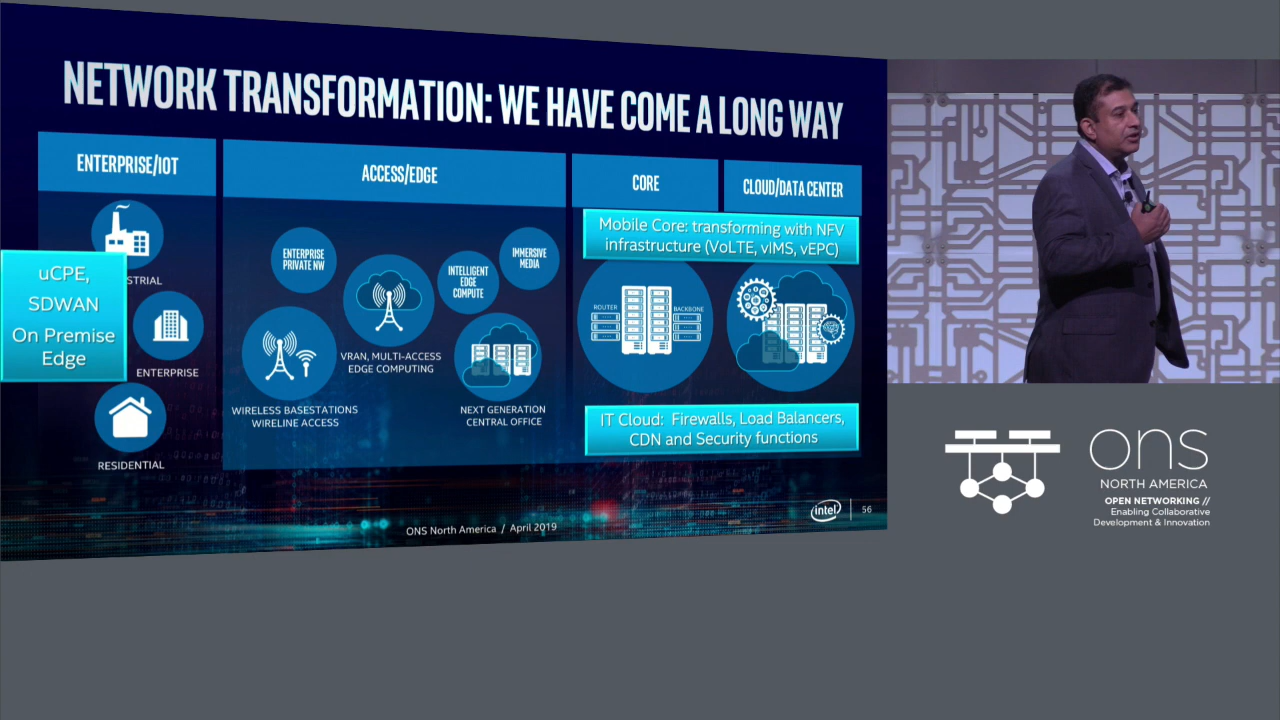 NETWORK TRANSFORMATION: WE HAVE COME A LONG WAY
ENTERPRISE/IOT
ACCESS/EDGE
CORE
CLOUD/DATA CENTER
STRIAL
uCPE,
SDWAN
On Premise
Edge
ENTERPRISE
RESIDENTIAL
ENTERPRISE
PRIVATE NW
INTELLIGENT
EDGE
COMPUTE
IMMERSIVE
MEDIA
VRAN, MULTI-ACCESS
EDGE COMPUTING
WIRELESS BASESTATIONS
WIRELINE ACCESS
NEXT GENERATION
CENTRAL OFFICE
Mobile Core: transforming with NFV
infrastructure (VoLTE, vIMS, vEPC)
ROUTER
BACKBONE
IT Cloud: Firewalls, Load Balancers,
CDN and Security functions
ONS North America / April 2019
intel
56
ons
NORTH AMERICA
OPEN NETWORKING //
Enabling Collaborative
Development & Innovation